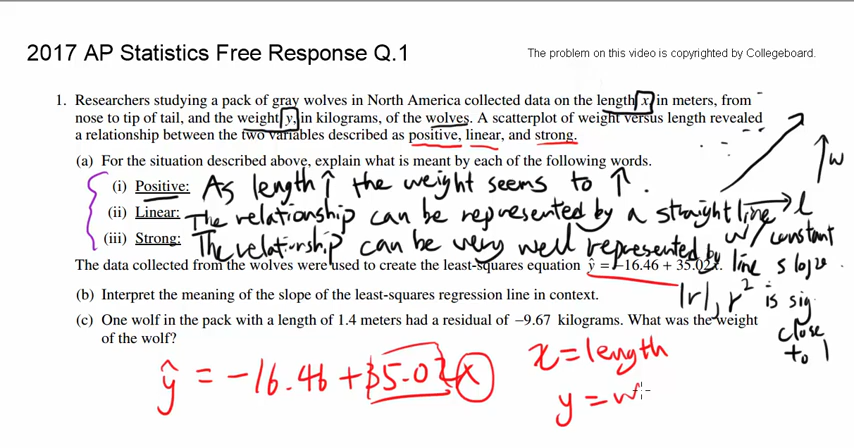 2017 AP Statistics Free Response Q.1
The problem on this video is copyrighted by Collegeboard.
1. Researchers studying a pack of gray wolves in North America collected data on the length x, in meters, from
nose to tip of tail, and the weight y, in kilograms, of the wolves. A scatterplot of weight versus length revealed
a relationship between the two variables described as positive, linear, and strong.
(a) For the situation described above, explain what is meant by each of the following words.
(i) Positive: As length ↑ the weight seems to ↑.
(ii) Linear: The relationship can be represented by a straight line
w/ constant
slope
(iii) Strong: The relationship can be very well represented by
line
↑ w
→ l
|r|, r² is sig
close
to 1
The data collected from the wolves were used to create the least-squares equation ŷ = −16.46 + 35.02x.
(b) Interpret the meaning of the slope of the least-squares regression line in context.
(c) One wolf in the pack with a length of 1.4 meters had a residual of −9.67 kilograms. What was the weight
of the wolf?
ŷ = −16.46 + 35.02x
x = length
y = w